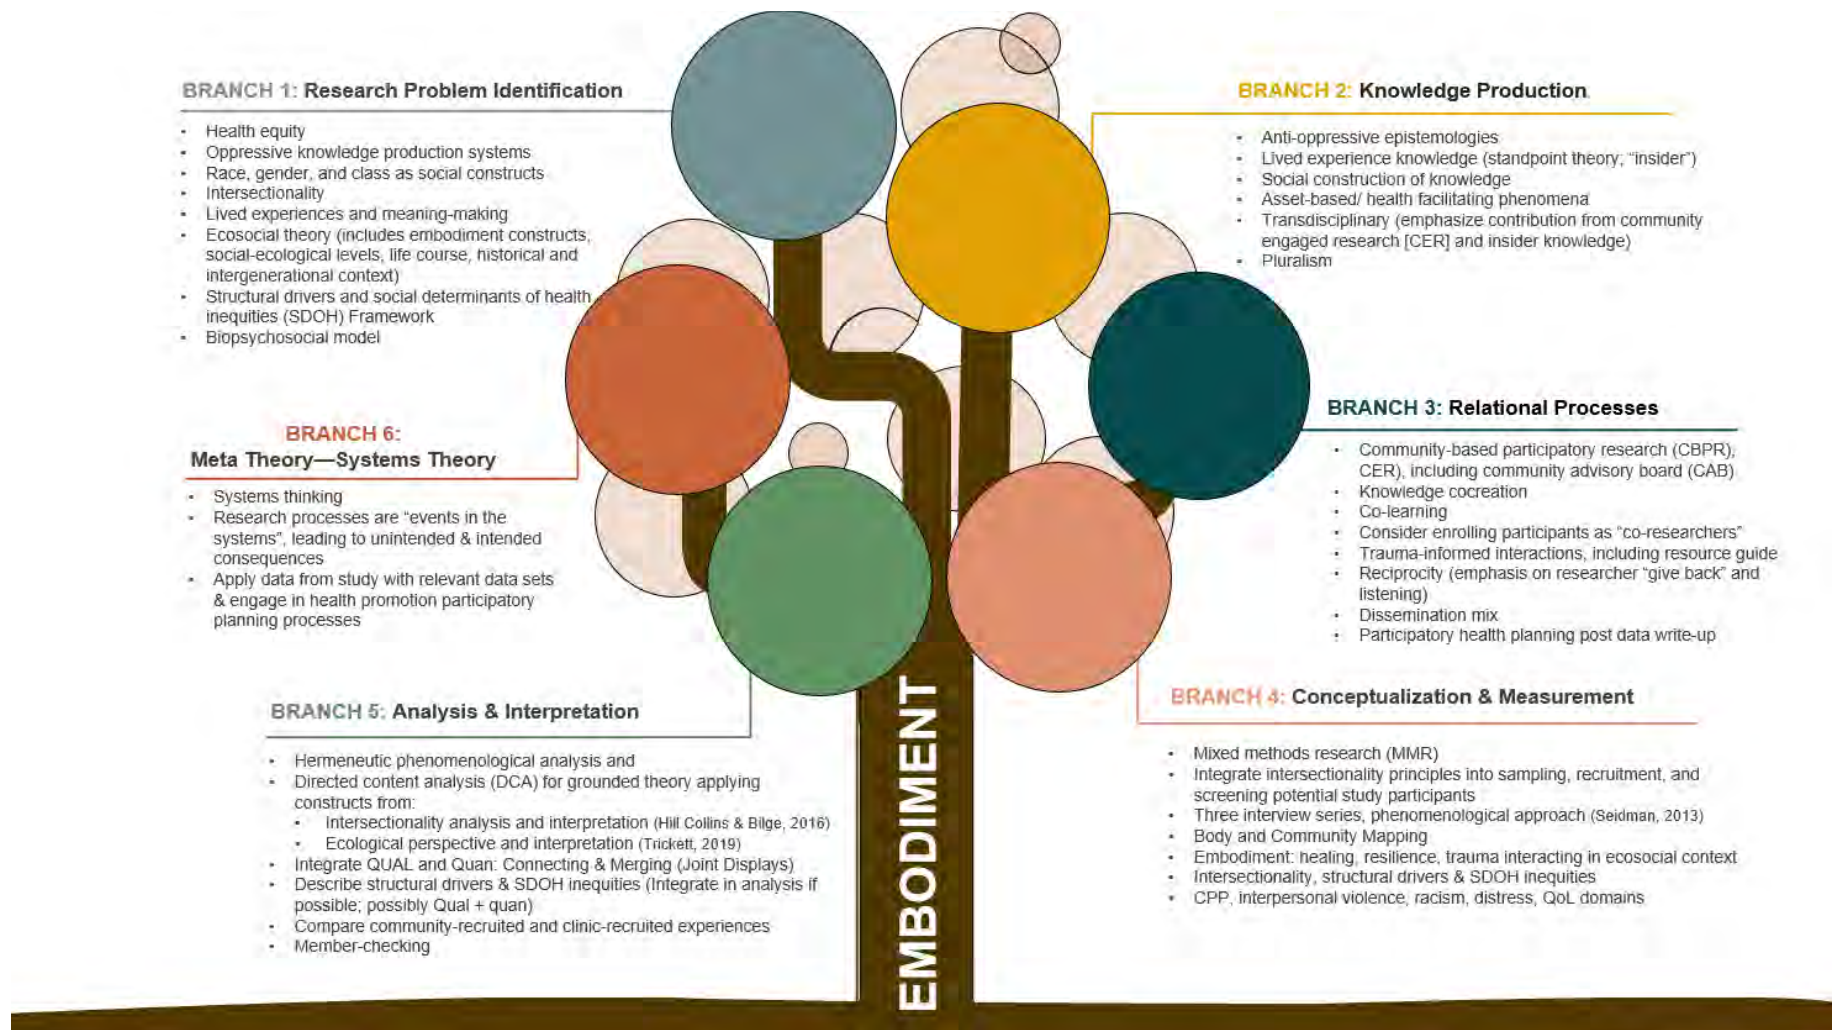 BRANCH 1: Research Problem Identification
• Health equity
• Oppressive knowledge production systems
• Race, gender, and class as social constructs
• Intersectionality
• Lived experiences and meaning-making
• Ecosocial theory (includes embodiment constructs,
social-ecological levels, life course, historical and
intergenerational context)
• Structural drivers and social determinants of health
inequities (SDOH) Framework
• Biopsychosocial model
BRANCH 2: Knowledge Production
• Anti-oppressive epistemologies
• Lived experience knowledge (standpoint theory; “insider”)
• Social construction of knowledge
• Asset-based/ health facilitating phenomena
• Transdisciplinary (emphasize contribution from community
engaged research [CER] and insider knowledge)
• Pluralism
BRANCH 3: Relational Processes
• Community-based participatory research (CBPR),
CER), including community advisory board (CAB)
• Knowledge cocreation
• Co-learning
• Consider enrolling participants as “co-researchers”
• Trauma-informed interactions, including resource guide
• Reciprocity (emphasis on researcher “give back” and
listening)
• Dissemination mix
• Participatory health planning post data write-up
BRANCH 4: Conceptualization & Measurement
• Mixed methods research (MMR)
• Integrate intersectionality principles into sampling, recruitment, and
screening potential study participants
• Three interview series, phenomenological approach (Seidman, 2013)
• Body and Community Mapping
• Embodiment: healing, resilience, trauma interacting in ecosocial context
• Intersectionality, structural drivers & SDOH inequities
• CPP, interpersonal violence, racism, distress, QoL domains
BRANCH 5: Analysis & Interpretation
• Hermeneutic phenomenological analysis and
• Directed content analysis (DCA) for grounded theory applying
constructs from:
• Intersectionality analysis and interpretation (Hill Collins & Bilge, 2016)
• Ecological perspective and interpretation (Trickett, 2019)
• Integrate QUAL and Quan: Connecting & Merging (Joint Displays)
• Describe structural drivers & SDOH inequities (Integrate in analysis if
possible; possibly Qual + quan)
• Compare community-recruited and clinic-recruited experiences
• Member-checking
BRANCH 6:
Meta Theory—Systems Theory
• Systems thinking
• Research processes are “events in the
systems”, leading to unintended & intended
consequences
• Apply data from study with relevant data sets
& engage in health promotion participatory
planning processes
EMBODIMENT